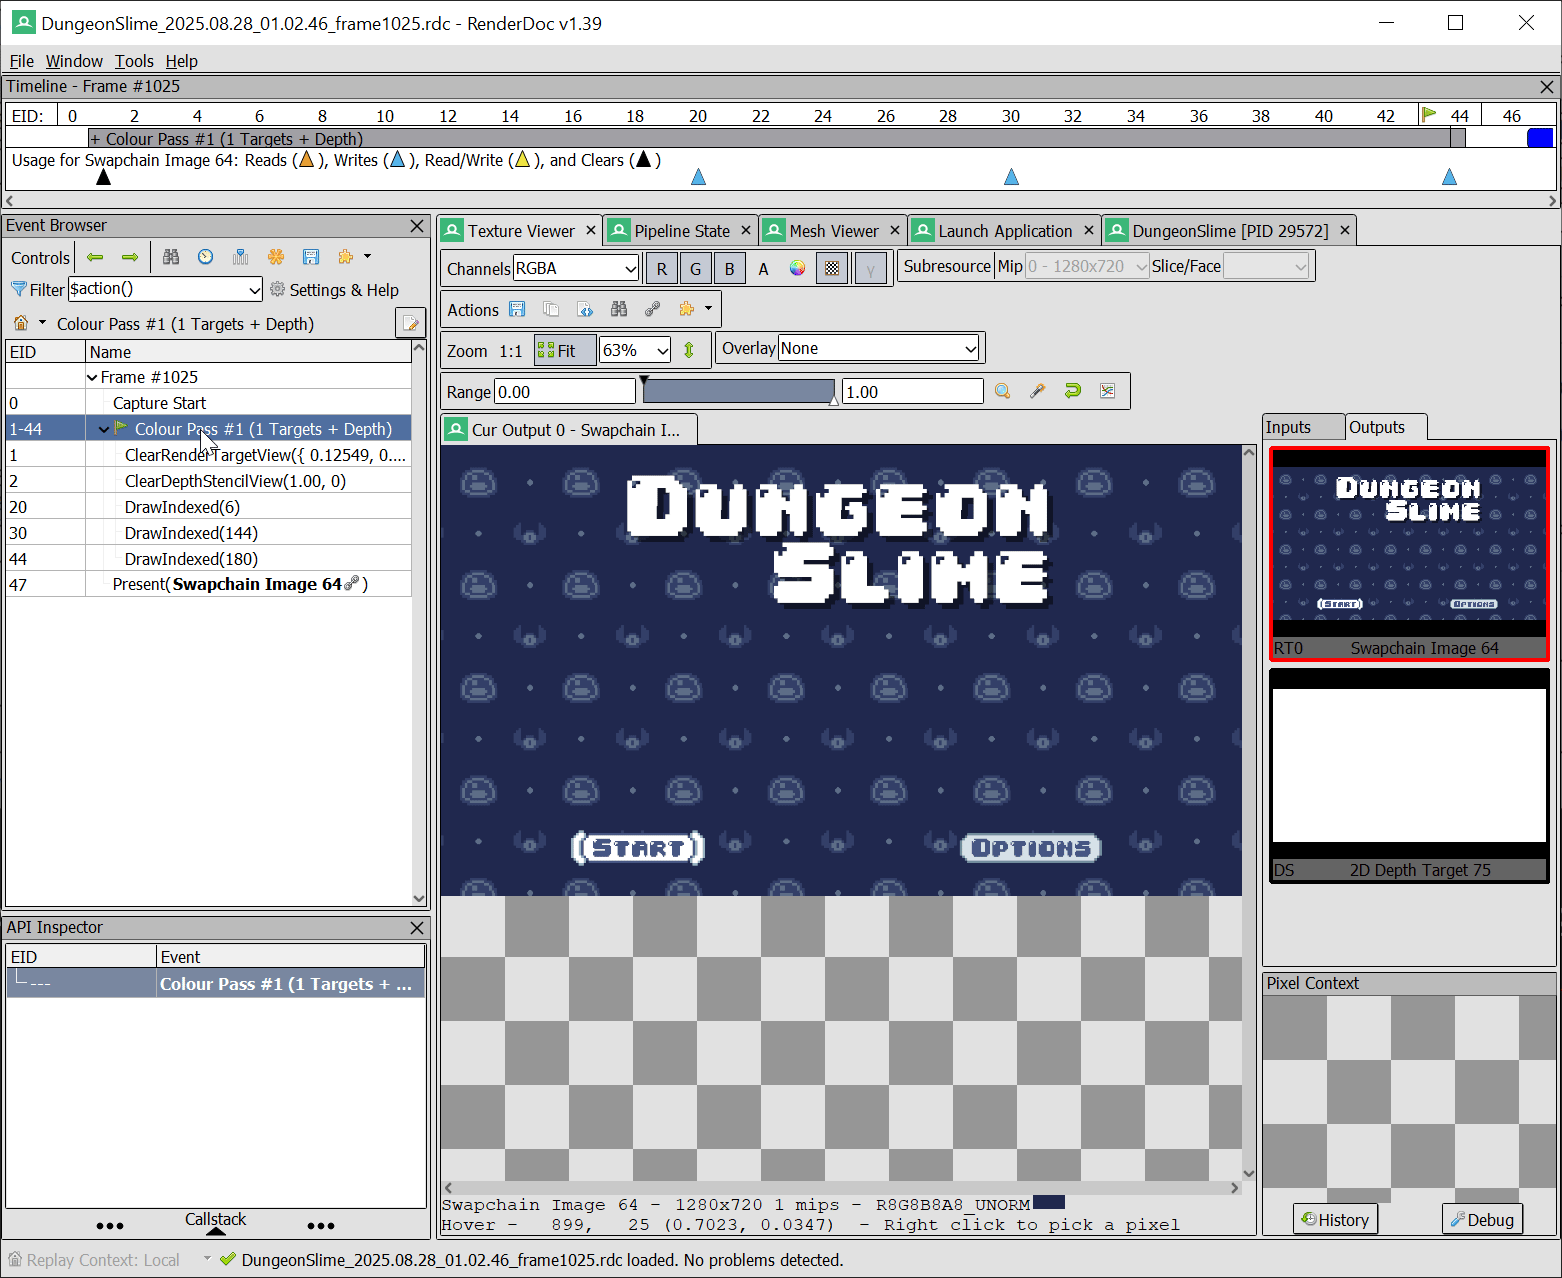 DungeonSlime_2025.08.28_01.02.46_frame1025.rdc - RenderDoc v1.39
File Window Tools Help
Timeline - Frame #1025
EID: 0 2 4 6 8 10 12 14 16 18 20 22 24 26 28 30 32 34 36 38 40 42 44 46
+ Colour Pass #1 (1 Targets + Depth)
Usage for Swapchain Image 64: Reads ( ), Writes ( ), Read/Write ( ), and Clears ( )
Event Browser
Controls
Filter $action() Settings & Help
Colour Pass #1 (1 Targets + Depth)
EID Name
Frame #1025
0 Capture Start
1-44 Colour Pass #1 (1 Targets + Depth)
1 ClearRenderTargetView({ 0.12549, 0....
2 ClearDepthStencilView(1.00, 0)
20 DrawIndexed(6)
30 DrawIndexed(144)
44 DrawIndexed(180)
47 Present(Swapchain Image 64 )
API Inspector
EID Event
--- Colour Pass #1 (1 Targets + ...
Callstack
Texture Viewer Pipeline State Mesh Viewer Launch Application DungeonSlime [PID 29572]
Channels RGBA R G B A γ Subresource Mip 0 - 1280x720 Slice/Face
Actions
Zoom 1:1 Fit 63% Overlay None
Range 0.00 1.00
Cur Output 0 - Swapchain I...
DUNGEON
SLIME
START OPTIONS
Swapchain Image 64 - 1280x720 1 mips - R8G8B8A8_UNORM
Hover - 899, 25 (0.7023, 0.0347) - Right click to pick a pixel
Inputs Outputs
DUNGEON
SLIME
START OPTIONS
RT0 Swapchain Image 64
DS 2D Depth Target 75
Pixel Context
History Debug
Replay Context: Local DungeonSlime_2025.08.28_01.02.46_frame1025.rdc loaded. No problems detected.